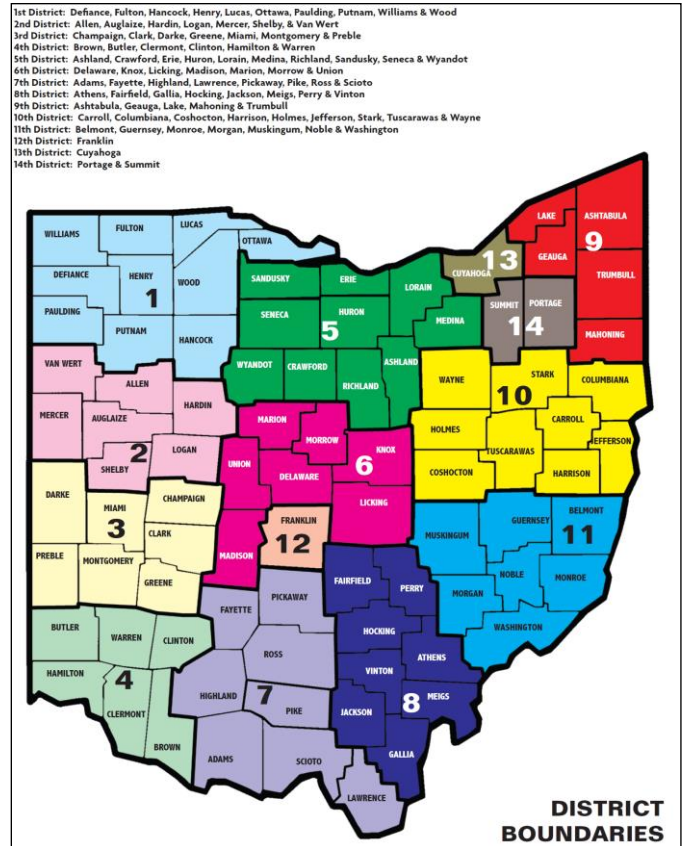 1st District: Defiance, Fulton, Hancock, Henry, Lucas, Ottawa, Paulding, Putnam, Williams & Wood
2nd District: Allen, Auglaize, Hardin, Logan, Mercer, Shelby, & Van Wert
3rd District: Champaign, Clark, Darke, Greene, Miami, Montgomery & Preble
4th District: Brown, Butler, Clermont, Clinton, Hamilton & Warren
5th District: Ashland, Crawford, Erie, Huron, Lorain, Medina, Richland, Sandusky, Seneca & Wyandot
6th District: Delaware, Knox, Licking, Madison, Marion, Morrow & Union
7th District: Adams, Fayette, Highland, Lawrence, Pickaway, Pike, Ross & Scioto
8th District: Athens, Fairfield, Gallia, Hocking, Jackson, Meigs, Perry & Vinton
9th District: Ashtabula, Geauga, Lake, Mahoning & Trumbull
10th District: Carroll, Columbiana, Coshocton, Harrison, Holmes, Jefferson, Stark, Tuscarawas & Wayne
11th District: Belmont, Guernsey, Monroe, Morgan, Muskingum, Noble & Washington
12th District: Franklin
13th District: Cuyahoga
14th District: Portage & Summit
WILLIAMS
FULTON
LUCAS
OTTAWA
DEFIANCE
HENRY
WOOD
1
PAULDING
PUTNAM
HANCOCK
SANDUSKY
ERIE
LORAIN
SENECA
HURON
5
MEDINA
WYANDOT
CRAWFORD
RICHLAND
ASHLAND
CUYAHOGA
13
LAKE
ASHTABULA
GEAUGA
9
TRUMBULL
MAHONING
SUMMIT
PORTAGE
14
VAN WERT
ALLEN
HARDIN
MERCER
AUGLAIZE
2
SHELBY
LOGAN
MARION
MORROW
KNOX
UNION
6
DELAWARE
LICKING
MADISON
WAYNE
STARK
COLUMBIANA
10
HOLMES
CARROLL
TUSCARAWAS
JEFFERSON
COSHOCTON
HARRISON
DARKE
MIAMI
CHAMPAIGN
3
CLARK
PREBLE
MONTGOMERY
GREENE
FRANKLIN
12
MUSKINGUM
GUERNSEY
BELMONT
11
NOBLE
MONROE
MORGAN
WASHINGTON
BUTLER
WARREN
CLINTON
HAMILTON
4
CLERMONT
BROWN
FAYETTE
PICKAWAY
ROSS
HIGHLAND
7
PIKE
ADAMS
SCIOTO
LAWRENCE
FAIRFIELD
PERRY
HOCKING
ATHENS
VINTON
8
MEIGS
JACKSON
GALLIA
DISTRICT
BOUNDARIES